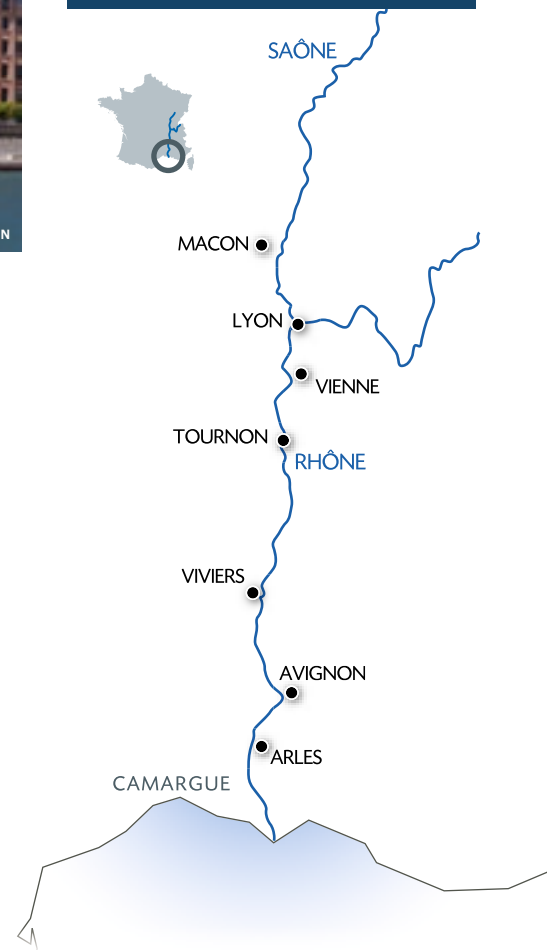 SAÔNE
N
MACON
LYON
VIENNE
TOURNON
RHÔNE
VIVIERS
AVIGNON
ARLES
CAMARGUE